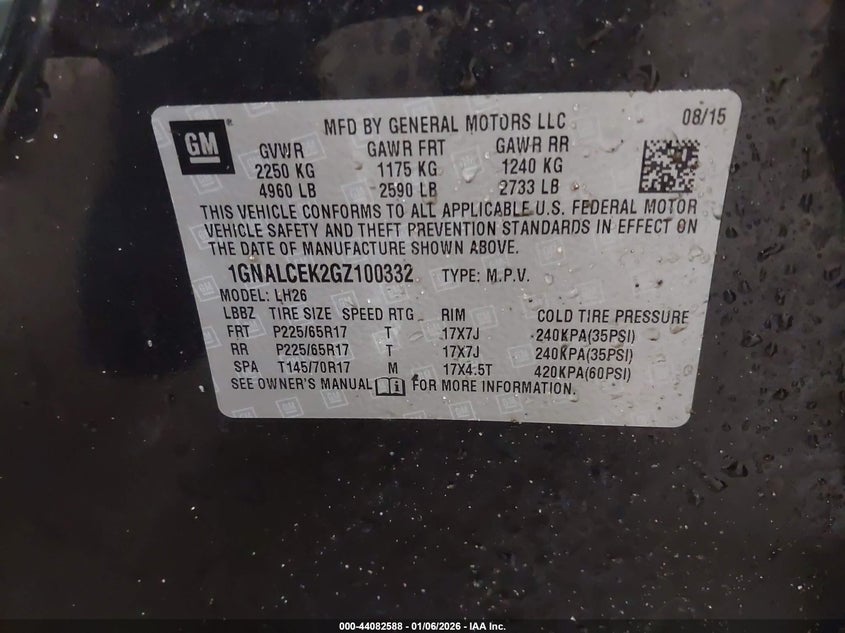 GM
MFD BY GENERAL MOTORS LLC 08/15
GVWR GAWR FRT GAWR RR
2250 KG 1175 KG 1240 KG
4960 LB 2590 LB 2733 LB
THIS VEHICLE CONFORMS TO ALL APPLICABLE U.S. FEDERAL MOTOR
VEHICLE SAFETY AND THEFT PREVENTION STANDARDS IN EFFECT ON
THE DATE OF MANUFACTURE SHOWN ABOVE.
1GNALCEK2GZ100332 TYPE: M.P.V.
MODEL: LH26
LBBZ TIRE SIZE SPEED RTG RIM COLD TIRE PRESSURE
FRT P225/65R17 T 17X7J 240KPA(35PSI)
RR P225/65R17 T 17X7J 240KPA(35PSI)
SPA T145/70R17 M 17X4.5T 420KPA(60PSI)
SEE OWNER'S MANUAL FOR MORE INFORMATION.
000-44082588 - 01/06/2026 - IAA Inc.